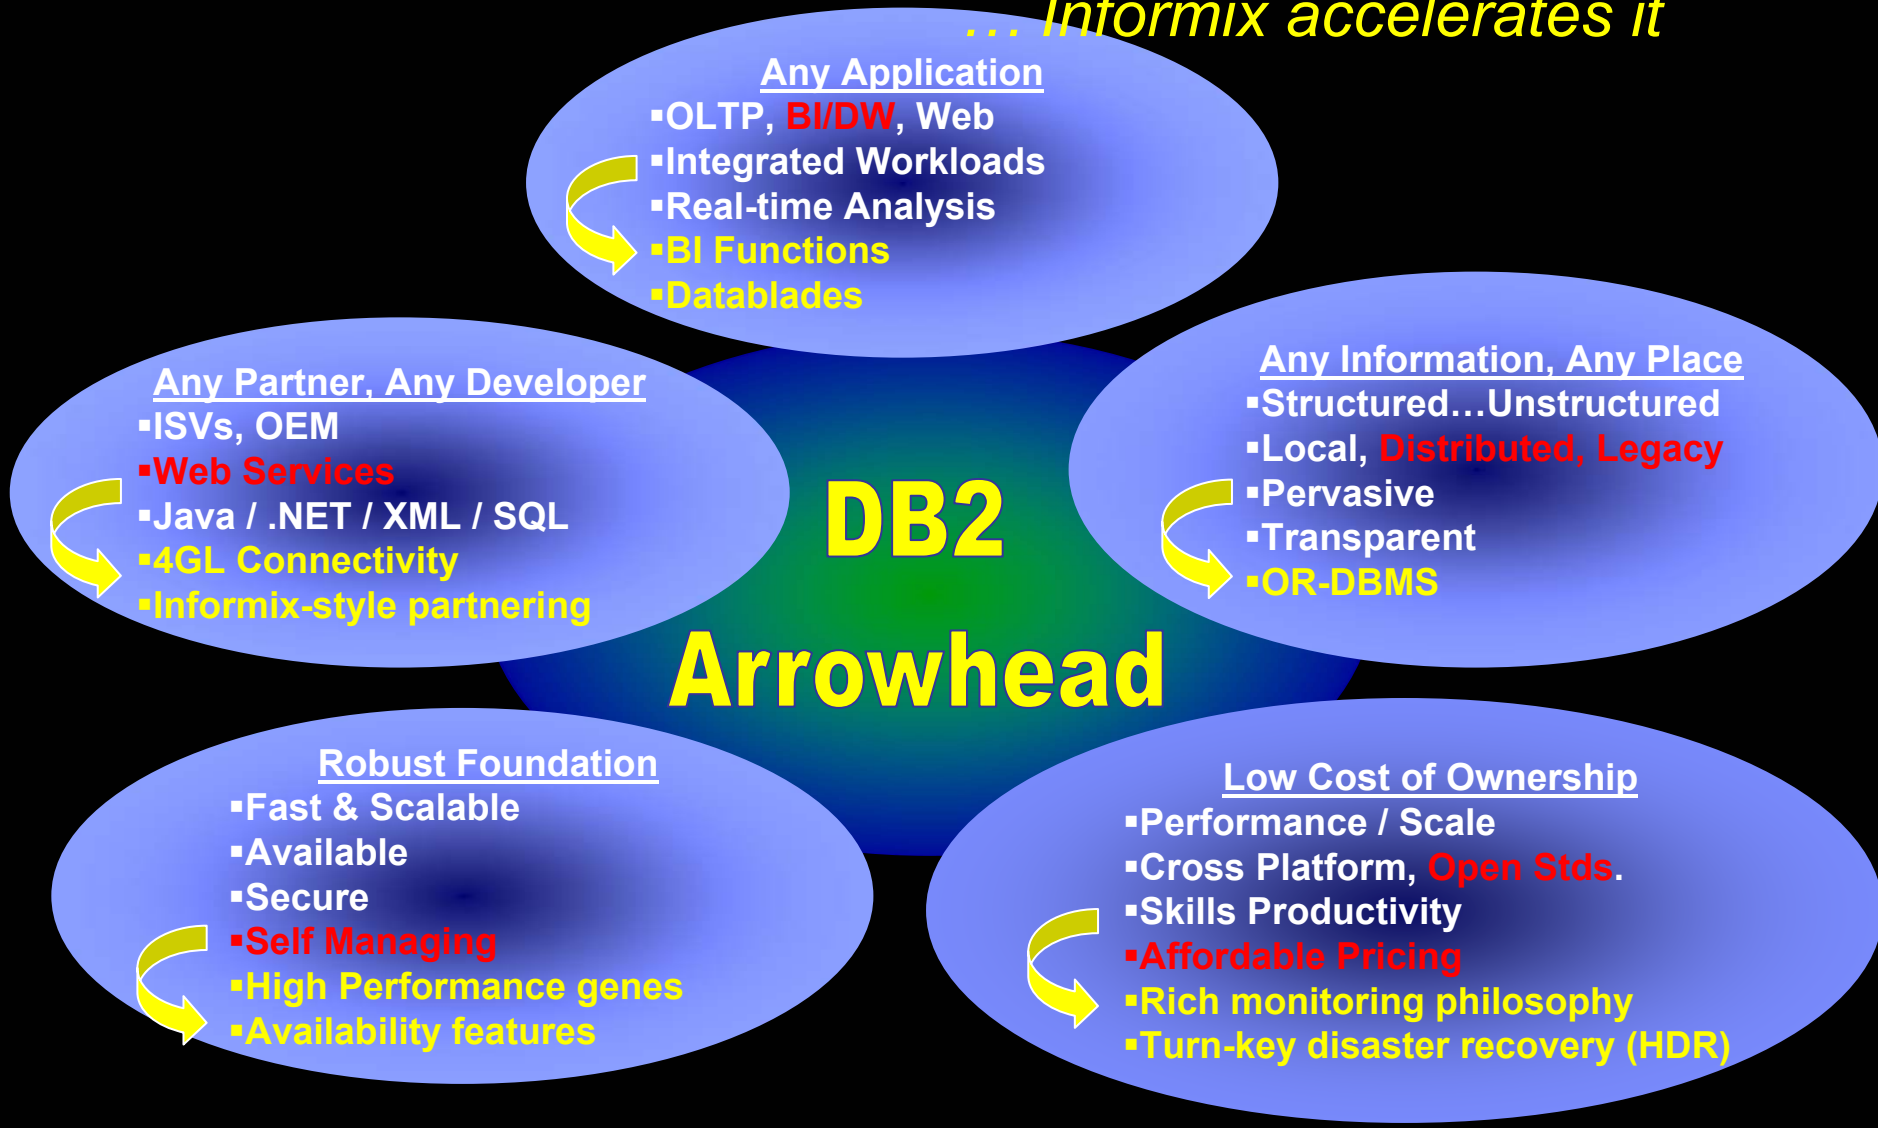 … Informix accelerates it
Any Application
▪OLTP, BI/DW, Web
▪Integrated Workloads
▪Real-time Analysis
▪BI Functions
▪Datablades
Any Partner, Any Developer
▪ISVs, OEM
▪Web Services
▪Java / .NET / XML / SQL
▪4GL Connectivity
▪Informix-style partnering
Any Information, Any Place
▪Structured…Unstructured
▪Local, Distributed, Legacy
▪Pervasive
▪Transparent
▪OR-DBMS
DB2
Arrowhead
Robust Foundation
▪Fast & Scalable
▪Available
▪Secure
▪Self Managing
▪High Performance genes
▪Availability features
Low Cost of Ownership
▪Performance / Scale
▪Cross Platform, Open Stds.
▪Skills Productivity
▪Affordable Pricing
▪Rich monitoring philosophy
▪Turn-key disaster recovery (HDR)